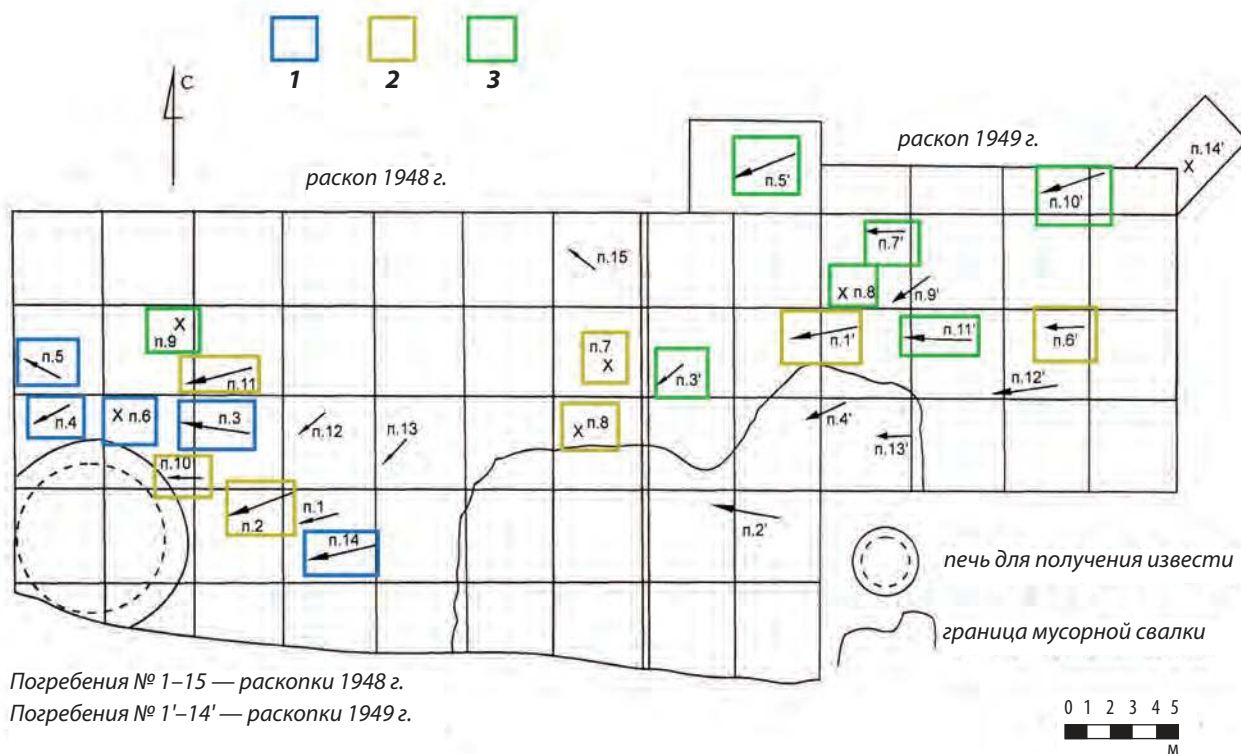 1 2 3
С
раскоп 1948 г.
раскоп 1949 г.
п.14'
п.5'
п.10'
п.7'
п.15
п.8
п.9'
п.9
п.5
п.7
п.1'
п.11'
п.6'
п.11
п.3'
п.12'
п.4
п.6
п.3
п.12
п.13
п.8
п.4'
п.13'
п.10
п.2
п.1
п.2'
п.14
печь для получения извести
граница мусорной свалки
Погребения № 1–15 — раскопки 1948 г.
Погребения № 1'–14' — раскопки 1949 г.
0 1 2 3 4 5
м